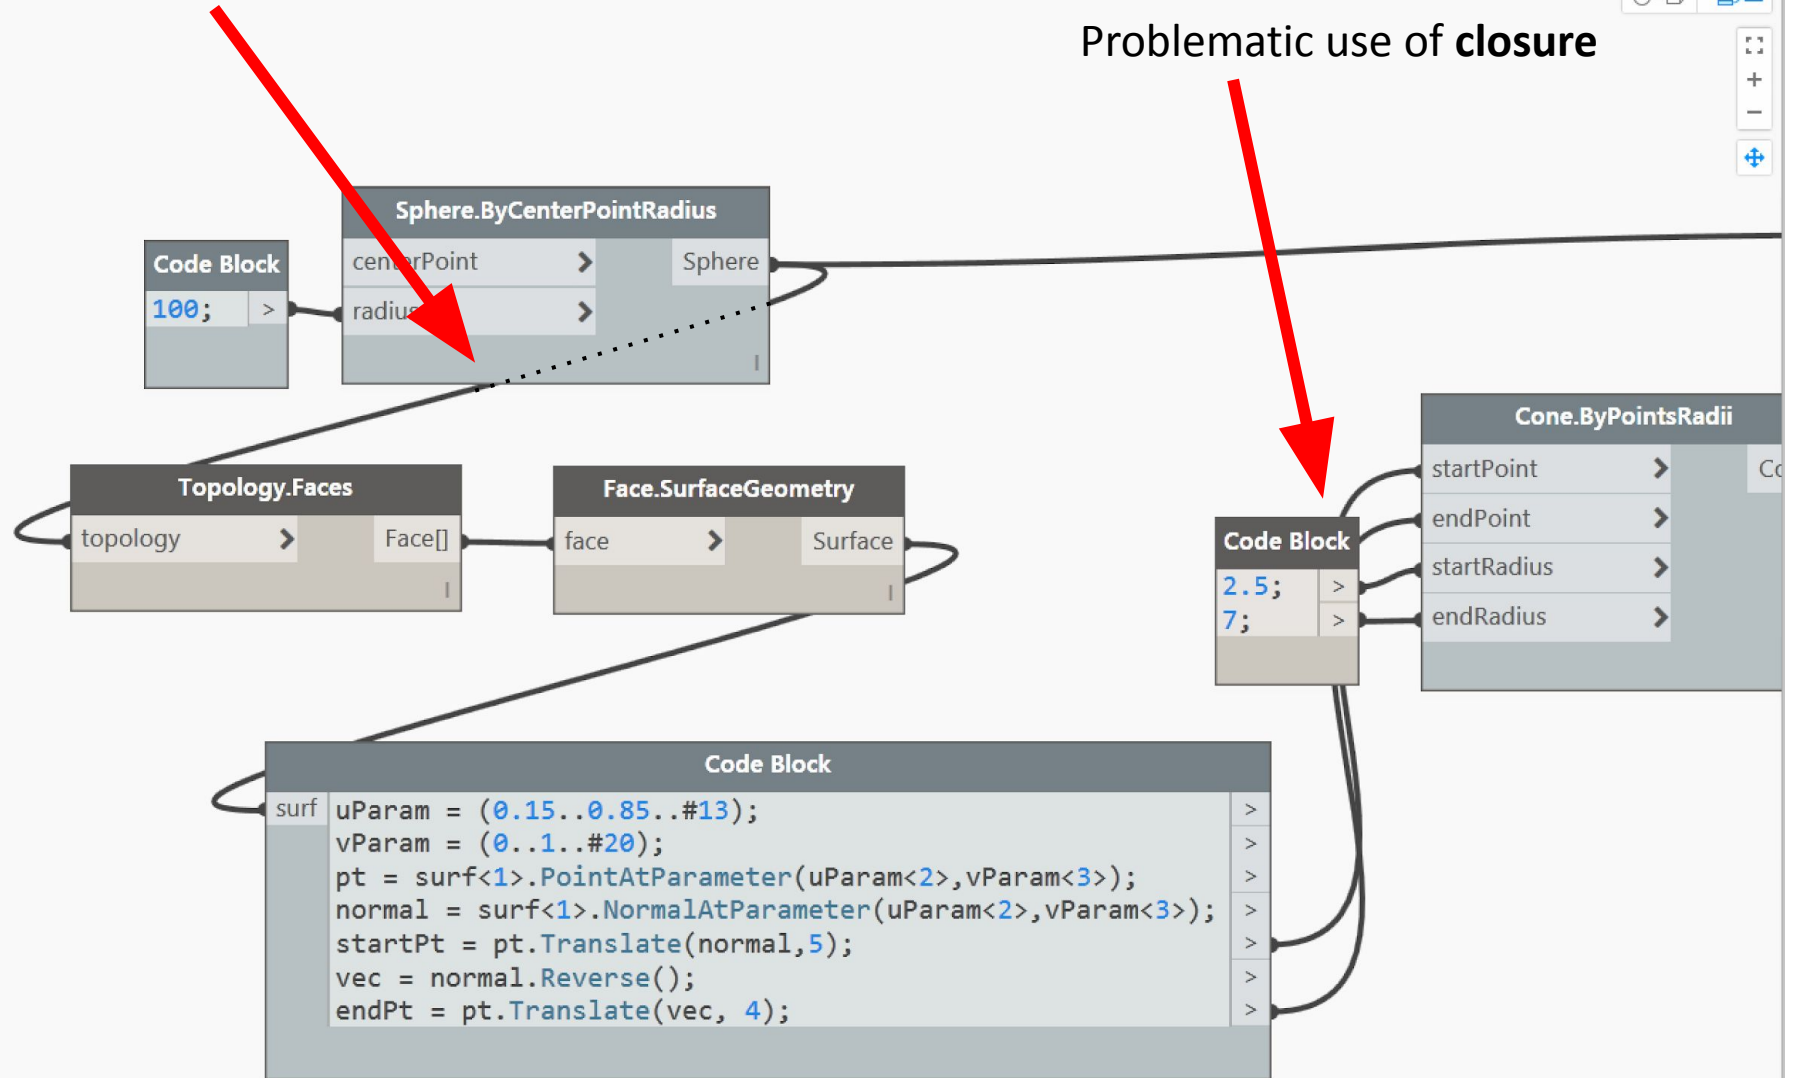 Problematic use of closure
Sphere.ByCenterPointRadius
Code Block
centerPoint
Sphere
100;
>
radius
Cone.ByPointsRadii
startPoint
endPoint
startRadius
endRadius
Topology.Faces
topology
Face[]
Face.SurfaceGeometry
face
Surface
Code Block
2.5;
>
7;
>
Code Block
surf
uParam = (0.15..0.85..#13);
>
vParam = (0..1..#20);
>
pt = surf<1>.PointAtParameter(uParam<2>,vParam<3>);
>
normal = surf<1>.NormalAtParameter(uParam<2>,vParam<3>);
>
startPt = pt.Translate(normal,5);
>
vec = normal.Reverse();
>
endPt = pt.Translate(vec, 4);
>